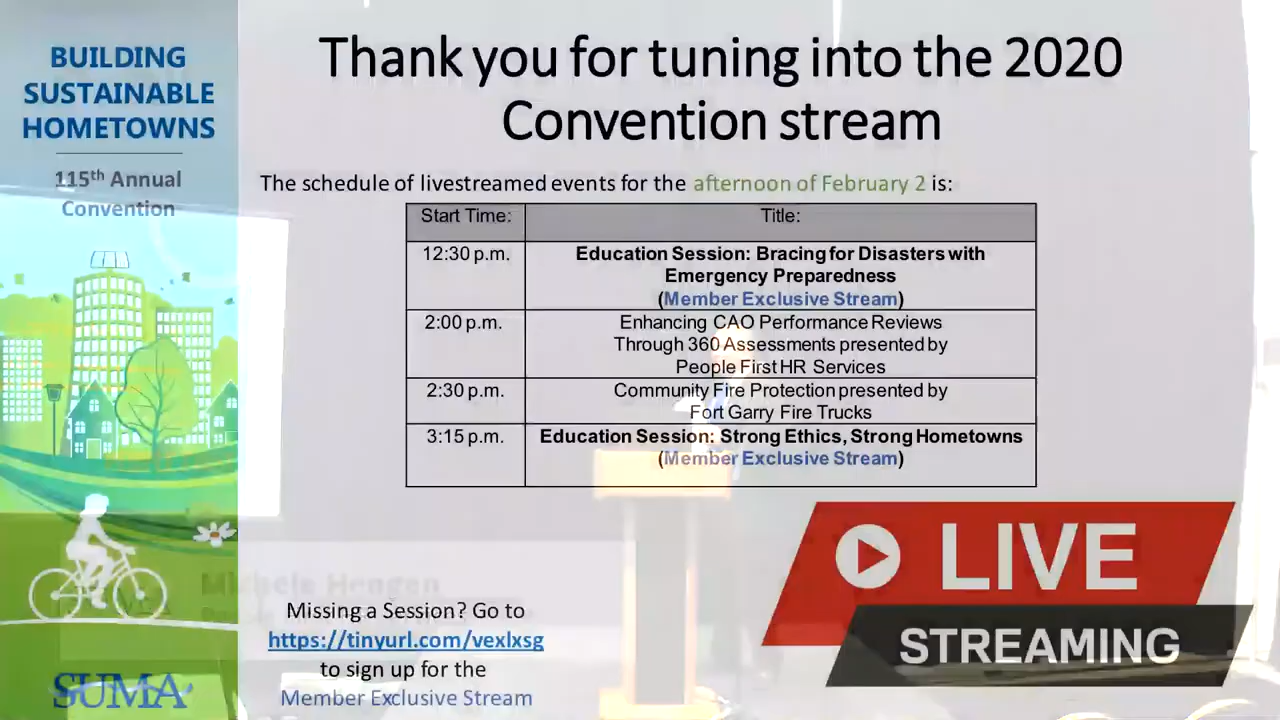 BUILDING
SUSTAINABLE
HOMETOWNS
115th Annual
Convention
Thank you for tuning into the 2020
Convention stream
The schedule of livestreamed events for the afternoon of February 2 is:
Start Time: Title:
12:30 p.m. Education Session: Bracing for Disasters with
Emergency Preparedness
(Member Exclusive Stream)
2:00 p.m. Enhancing CAO Performance Reviews
Through 360 Assessments presented by
People First HR Services
2:30 p.m. Community Fire Protection presented by
Fort Garry Fire Trucks
3:15 p.m. Education Session: Strong Ethics, Strong Hometowns
(Member Exclusive Stream)
LIVE
STREAMING
Michele Hengen
Missing a Session? Go to
https://tinyurl.com/vexlxsg
to sign up for the
Member Exclusive Stream
SUMA